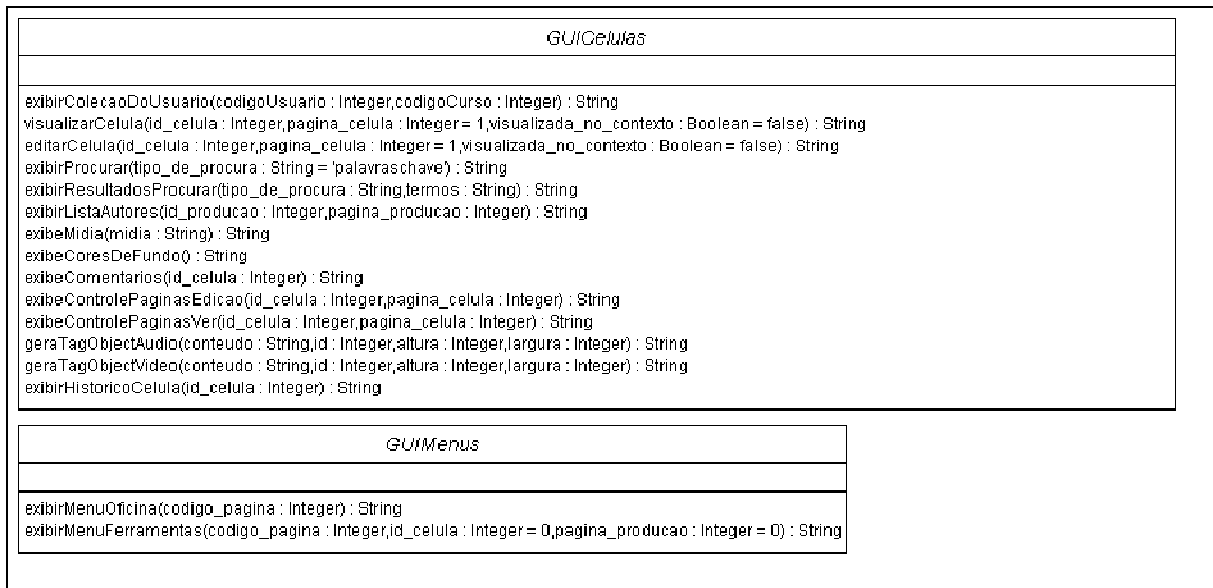 GUICelulas
exibirColecaoDoUsuario(codigoUsuario : Integer,codigoCurso : Integer) : String
visualizarCelula(id_celula : Integer,pagina_celula : Integer = 1,visualizada_no_contexto : Boolean = false) : String
editarCelula(id_celula : Integer,pagina_celula : Integer = 1,visualizada_no_contexto : Boolean = false) : String
exibirProcurar(tipo_de_procura : String = 'palavraschave') : String
exibirResultadosProcurar(tipo_de_procura : String,termos : String) : String
exibirListaAutores(id_producao : Integer,pagina_producao : Integer) : String
exibeMidia(midia : String) : String
exibeCoresDeFundo() : String
exibeComentarios(id_celula : Integer) : String
exibeControlePaginasEdicao(id_celula : Integer,pagina_celula : Integer) : String
exibeControlePaginasVer(id_celula : Integer,pagina_celula : Integer) : String
geraTagObjectAudio(conteudo : String,id : Integer,altura : Integer,largura : Integer) : String
geraTagObjectVideo(conteudo : String,id : Integer,altura : Integer,largura : Integer) : String
exibirHistoricoCelula(id_celula : Integer) : String
GUIMenus
exibirMenuOficina(codigo_pagina : Integer) : String
exibirMenuFerramentas(codigo_pagina : Integer,id_celula : Integer = 0,pagina_producao : Integer = 0) : String